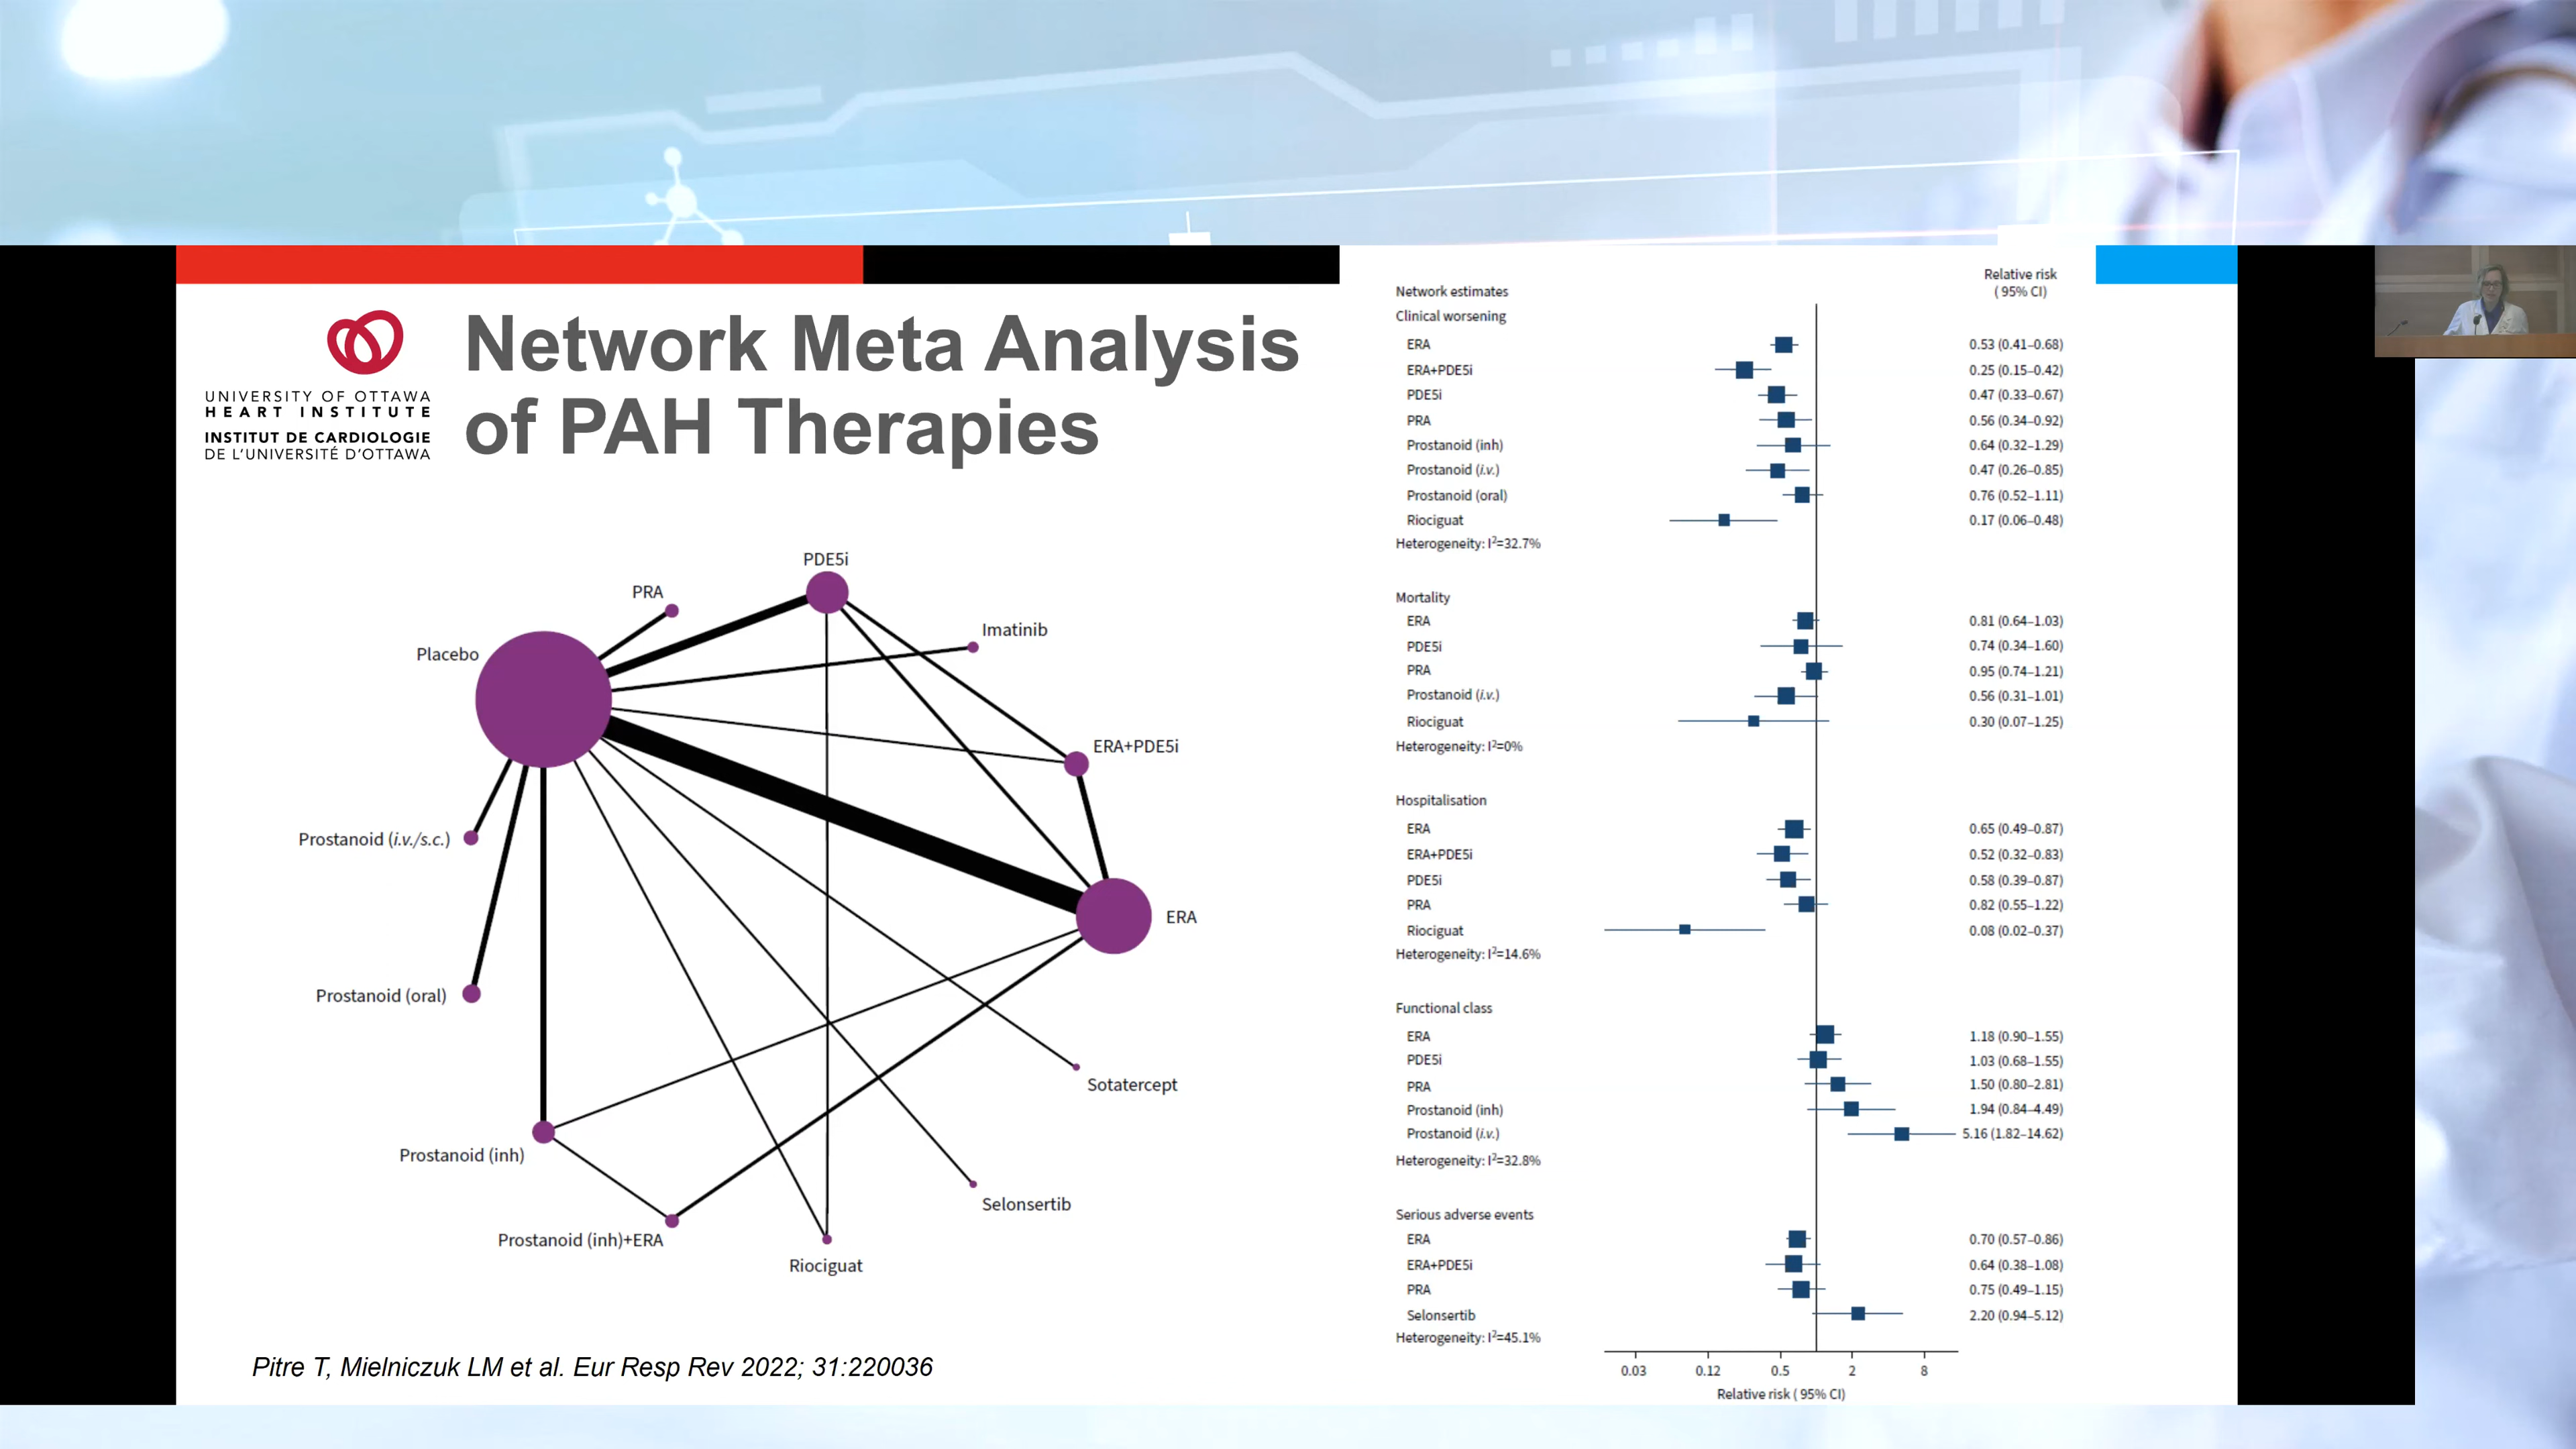 UNIVERSITY OF OTTAWA
HEART INSTITUTE
INSTITUT DE CARDIOLOGIE
DE L'UNIVERSITÉ D'OTTAWA
Network Meta Analysis
of PAH Therapies
PDE5i
PRA
Imatinib
Placebo
ERA+PDE5i
Prostanoid (i.v./s.c.)
ERA
Prostanoid (oral)
Sotatercept
Prostanoid (inh)
Selonsertib
Prostanoid (inh)+ERA
Riociguat
Pitre T, Mielniczuk LM et al. Eur Resp Rev 2022; 31:220036
Relative risk
( 95% CI)
Network estimates
Clinical worsening
ERA 0.53 (0.41–0.68)
ERA+PDE5i 0.25 (0.15–0.42)
PDE5i 0.47 (0.33–0.67)
PRA 0.56 (0.34–0.92)
Prostanoid (inh) 0.64 (0.32–1.29)
Prostanoid (i.v.) 0.47 (0.26–0.85)
Prostanoid (oral) 0.76 (0.52–1.11)
Riociguat 0.17 (0.06–0.48)
Heterogeneity: I²=32.7%
Mortality
ERA 0.81 (0.64–1.03)
PDE5i 0.74 (0.34–1.60)
PRA 0.95 (0.74–1.21)
Prostanoid (i.v.) 0.56 (0.31–1.01)
Riociguat 0.30 (0.07–1.25)
Heterogeneity: I²=0%
Hospitalisation
ERA 0.65 (0.49–0.87)
ERA+PDE5i 0.52 (0.32–0.83)
PDE5i 0.58 (0.39–0.87)
PRA 0.82 (0.55–1.22)
Riociguat 0.08 (0.02–0.37)
Heterogeneity: I²=14.6%
Functional class
ERA 1.18 (0.90–1.55)
PDE5i 1.03 (0.68–1.55)
PRA 1.50 (0.80–2.81)
Prostanoid (inh) 1.94 (0.84–4.49)
Prostanoid (i.v.) 5.16 (1.82–14.62)
Heterogeneity: I²=32.8%
Serious adverse events
ERA 0.70 (0.57–0.86)
ERA+PDE5i 0.64 (0.38–1.08)
PRA 0.75 (0.49–1.15)
Selonsertib 2.20 (0.94–5.12)
Heterogeneity: I²=45.1%
0.03 0.12 0.5 2 8
Relative risk ( 95% CI)